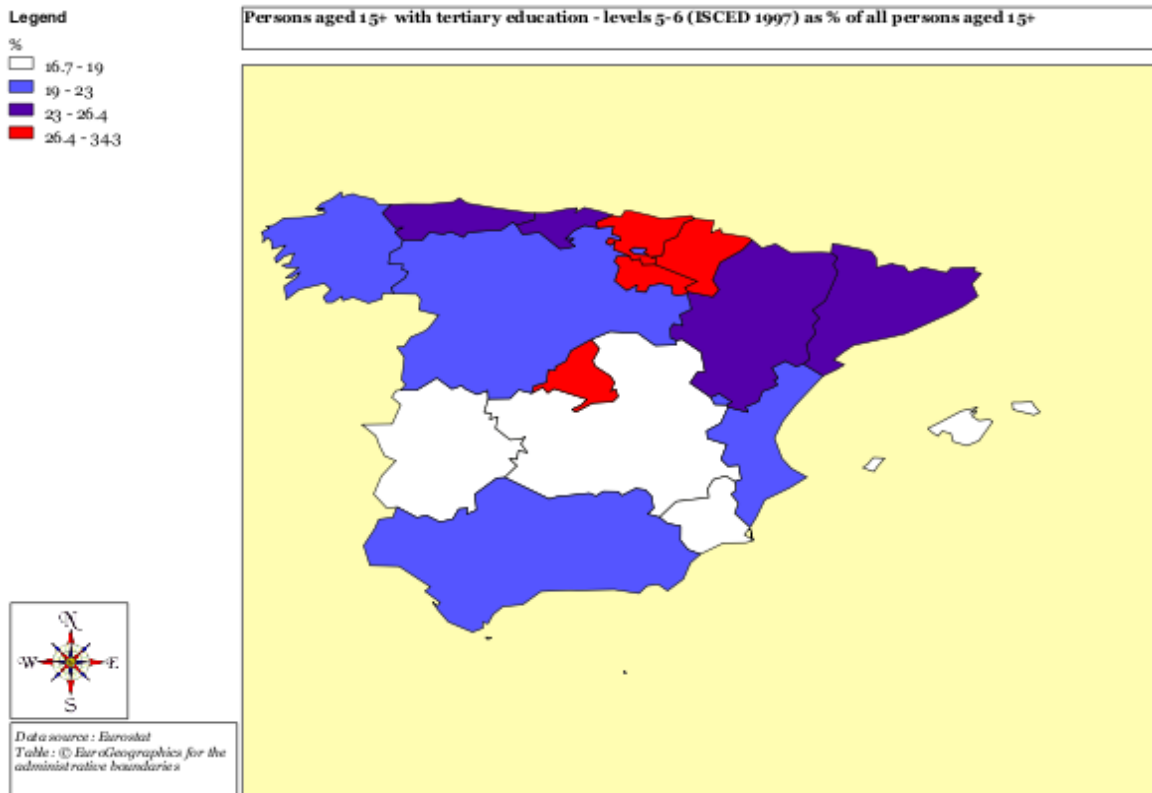 Legend
Persons aged 15+ with tertiary education - levels 5-6 (ISCED 1997) as % of all persons aged 15+
%
16.7 - 19
19 - 23
23 - 26.4
26.4 - 34.3
N
W E
S
Data source : Eurostat
Table : © EuroGeographics for the
administrative boundaries